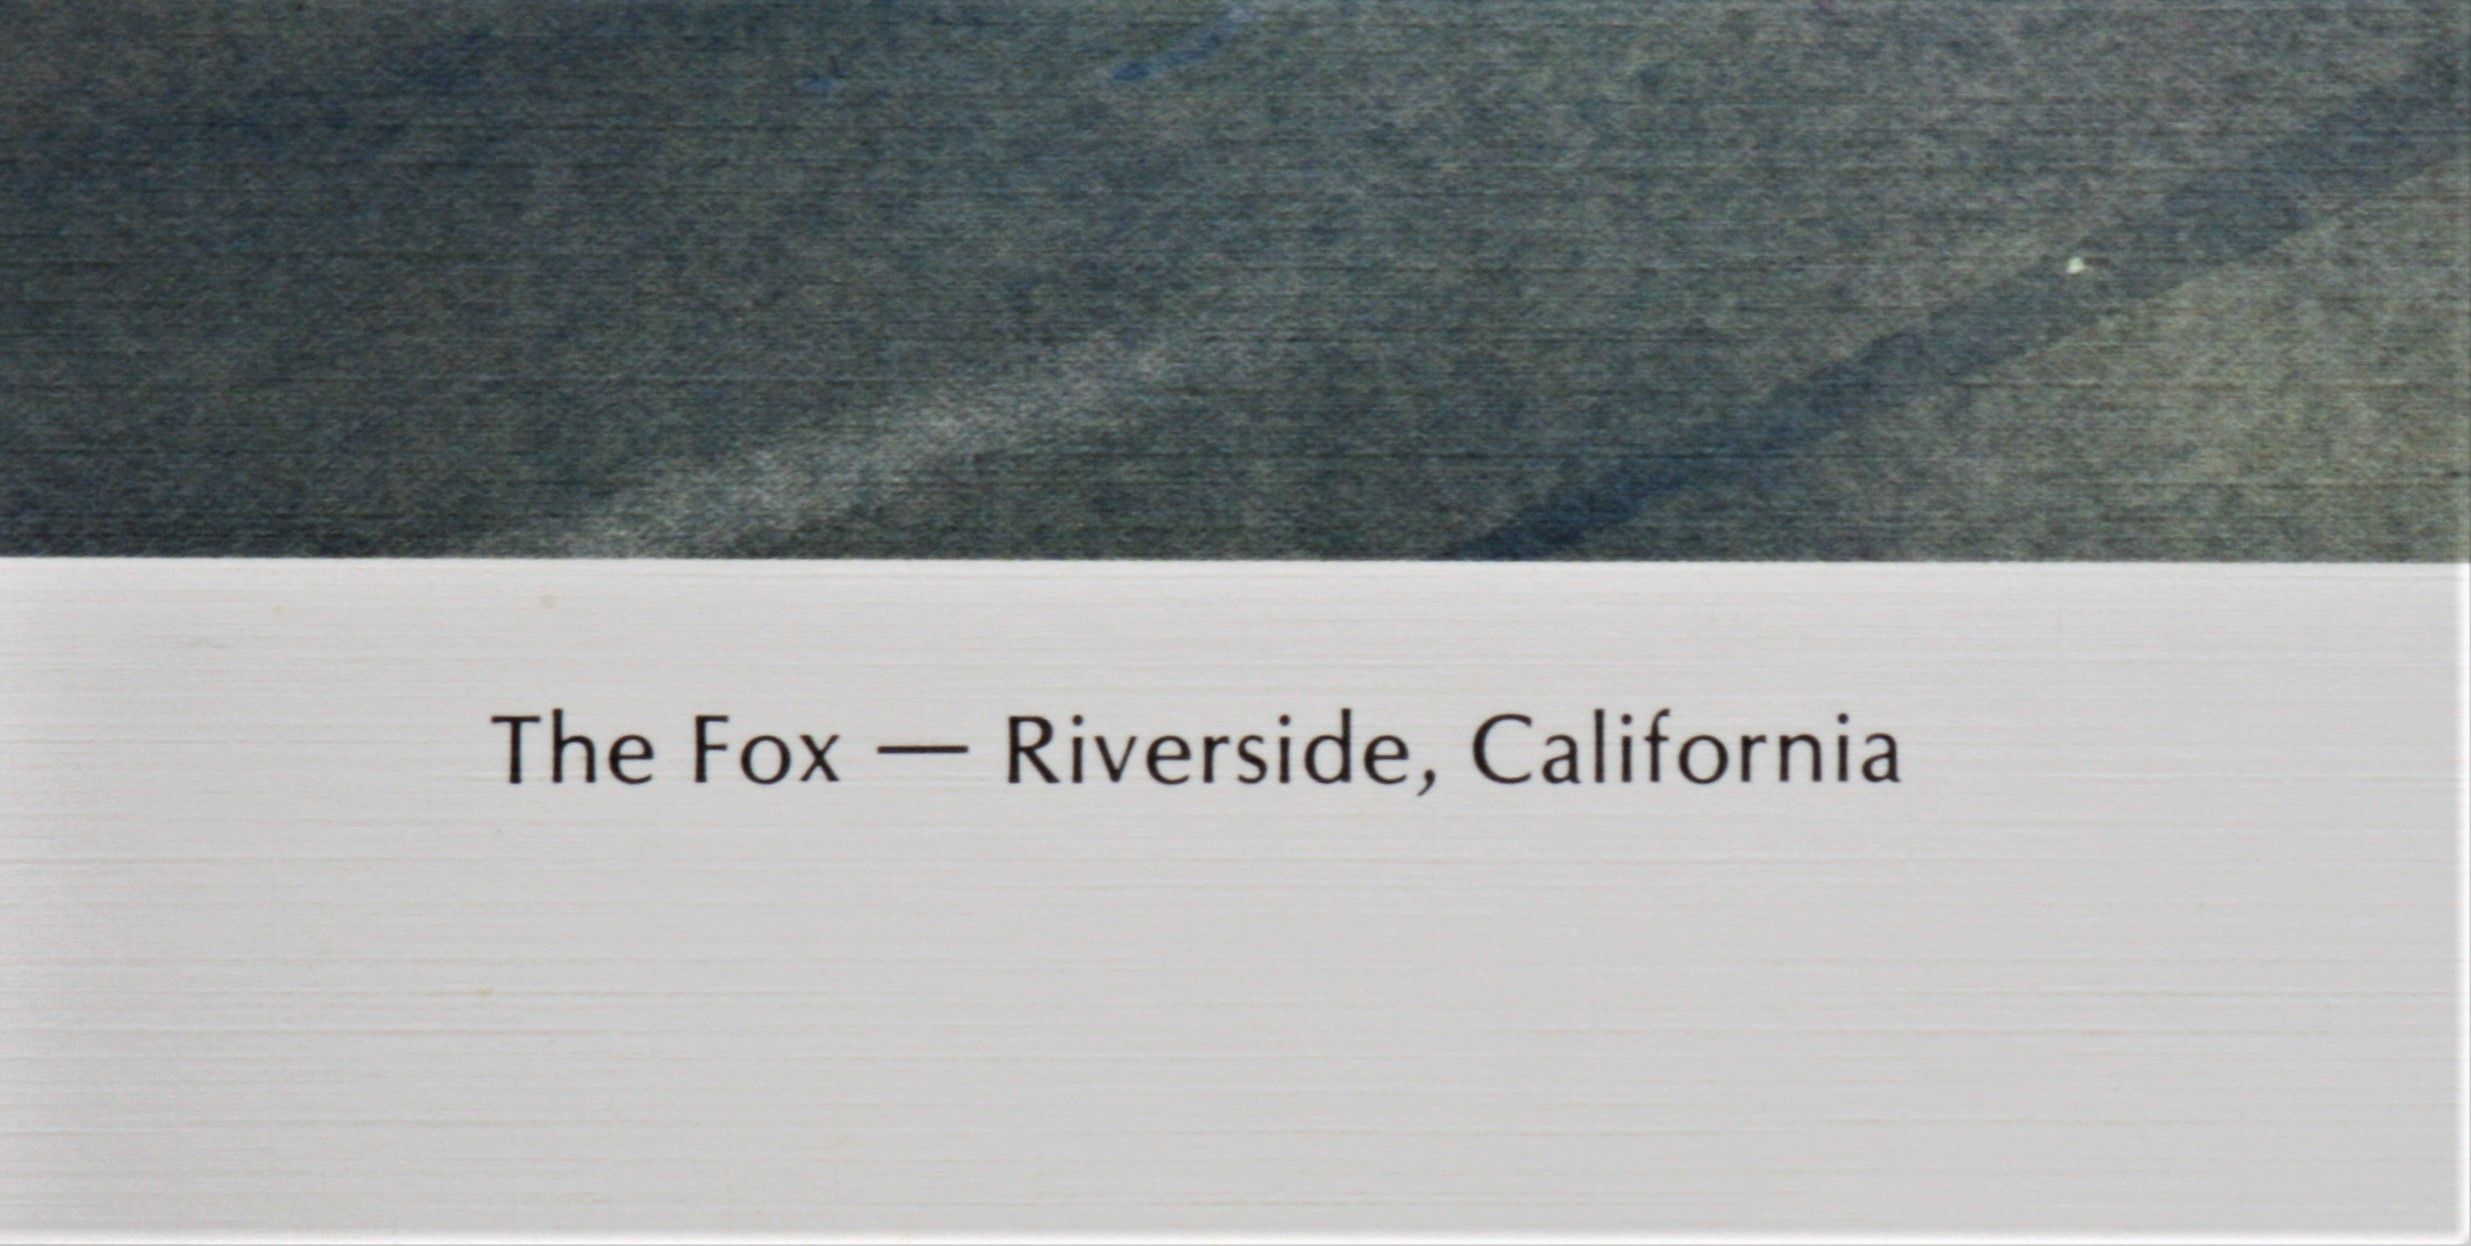 The Fox — Riverside, California